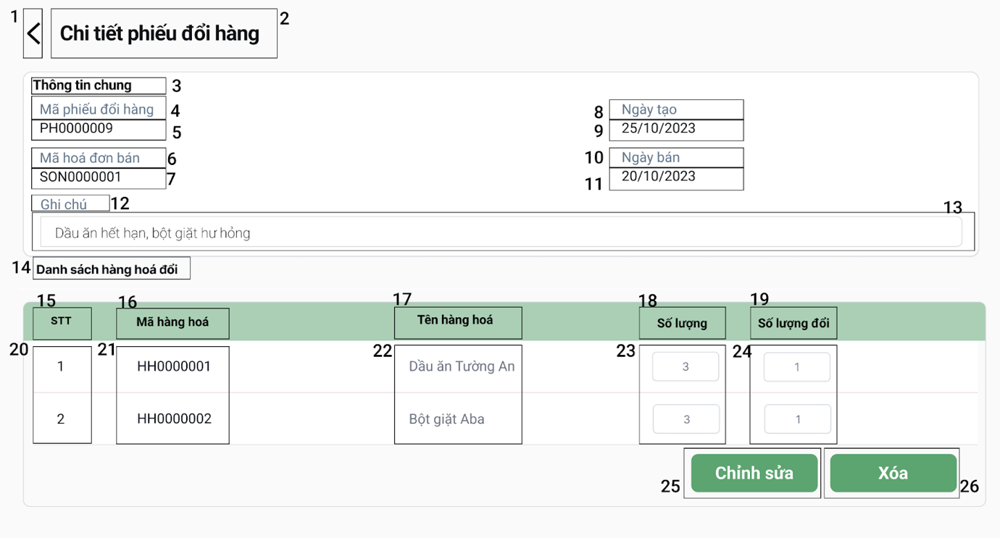 1 2
Chi tiết phiếu đổi hàng
Thông tin chung 3
Mã phiếu đổi hàng 4 8 Ngày tạo
PH0000009 5 9 25/10/2023
Mã hoá đơn bán 6 10 Ngày bán
SON0000001 7 11 20/10/2023
Ghi chú 12 13
Dầu ăn hết hạn, bột giặt hư hỏng
14 Danh sách hàng hoá đổi
15 16 17 18 19
STT Mã hàng hoá Tên hàng hoá Số lượng Số lượng đổi
20 21 22 23 24
1 HH0000001 Dầu ăn Tường An 3 1
2 HH0000002 Bột giặt Aba 3 1
25 Chỉnh sửa Xóa 26